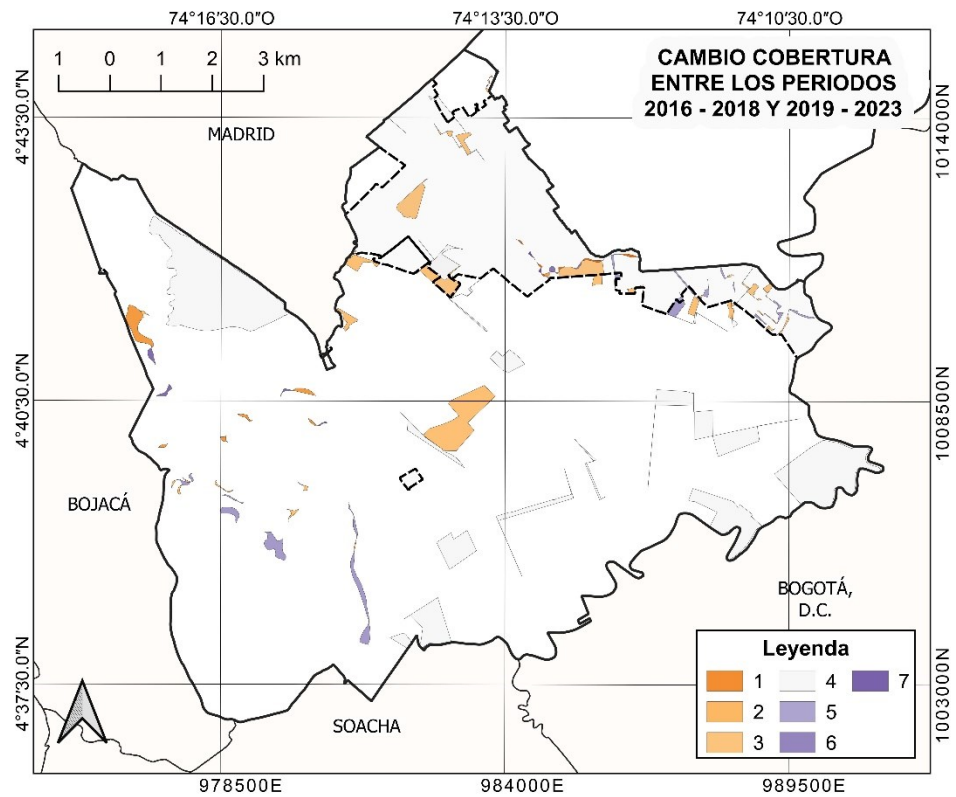 74°16'30.0"O
74°13'30.0"O
74°10'30.0"O
1 0 1 2 3 km
CAMBIO COBERTURA
ENTRE LOS PERIODOS
2016 - 2018 Y 2019 - 2023
4°43'30.0"N
1014000N
MADRID
4°40'30.0"N
1008500N
BOJACÁ
BOGOTÁ,
D.C.
4°37'30.0"N
1003000N
SOACHA
Leyenda
1 4 7
2 5
3 6
978500E
984000E
989500E